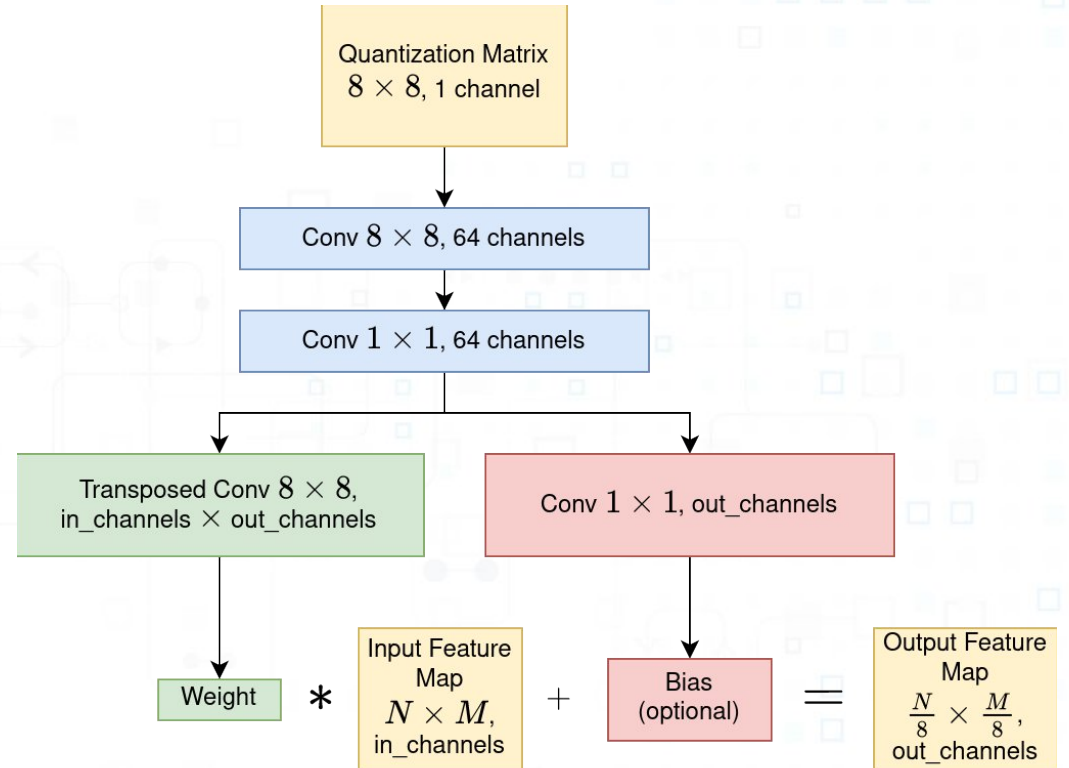 Quantization Matrix
8 × 8, 1 channel
Conv 8 × 8, 64 channels
Conv 1 × 1, 64 channels
Transposed Conv 8 × 8,
in_channels × out_channels
Conv 1 × 1, out_channels
Weight
*
Input Feature
Map
N × M,
in_channels
+
Bias
(optional)
=
Output Feature
Map
N/8 × M/8,
out_channels